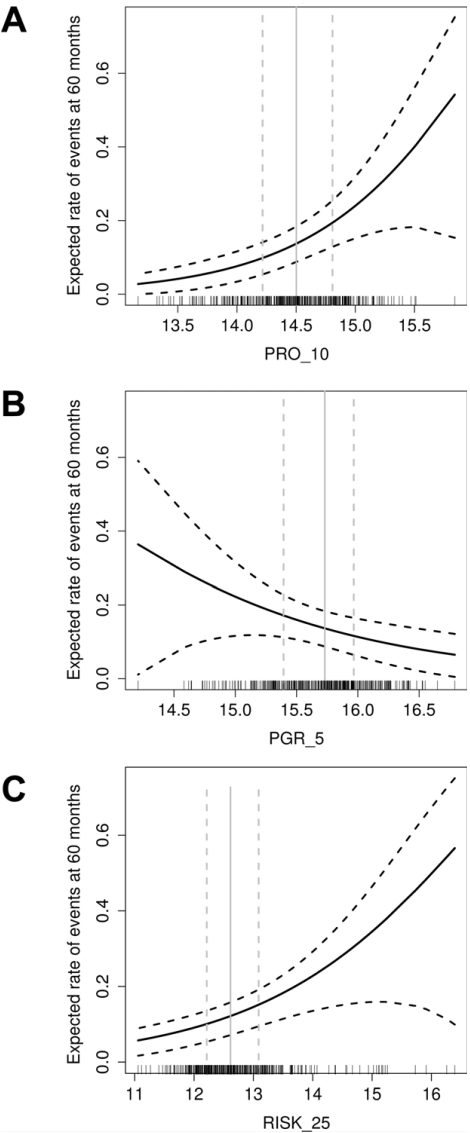 A
Expected rate of events at 60 months
0.6
0.4
0.2
0.0
13.5 14.0 14.5 15.0 15.5
PRO_10
B
Expected rate of events at 60 months
0.6
0.4
0.2
0.0
14.5 15.0 15.5 16.0 16.5
PGR_5
C
Expected rate of events at 60 months
0.6
0.4
0.2
0.0
11 12 13 14 15 16
RISK_25